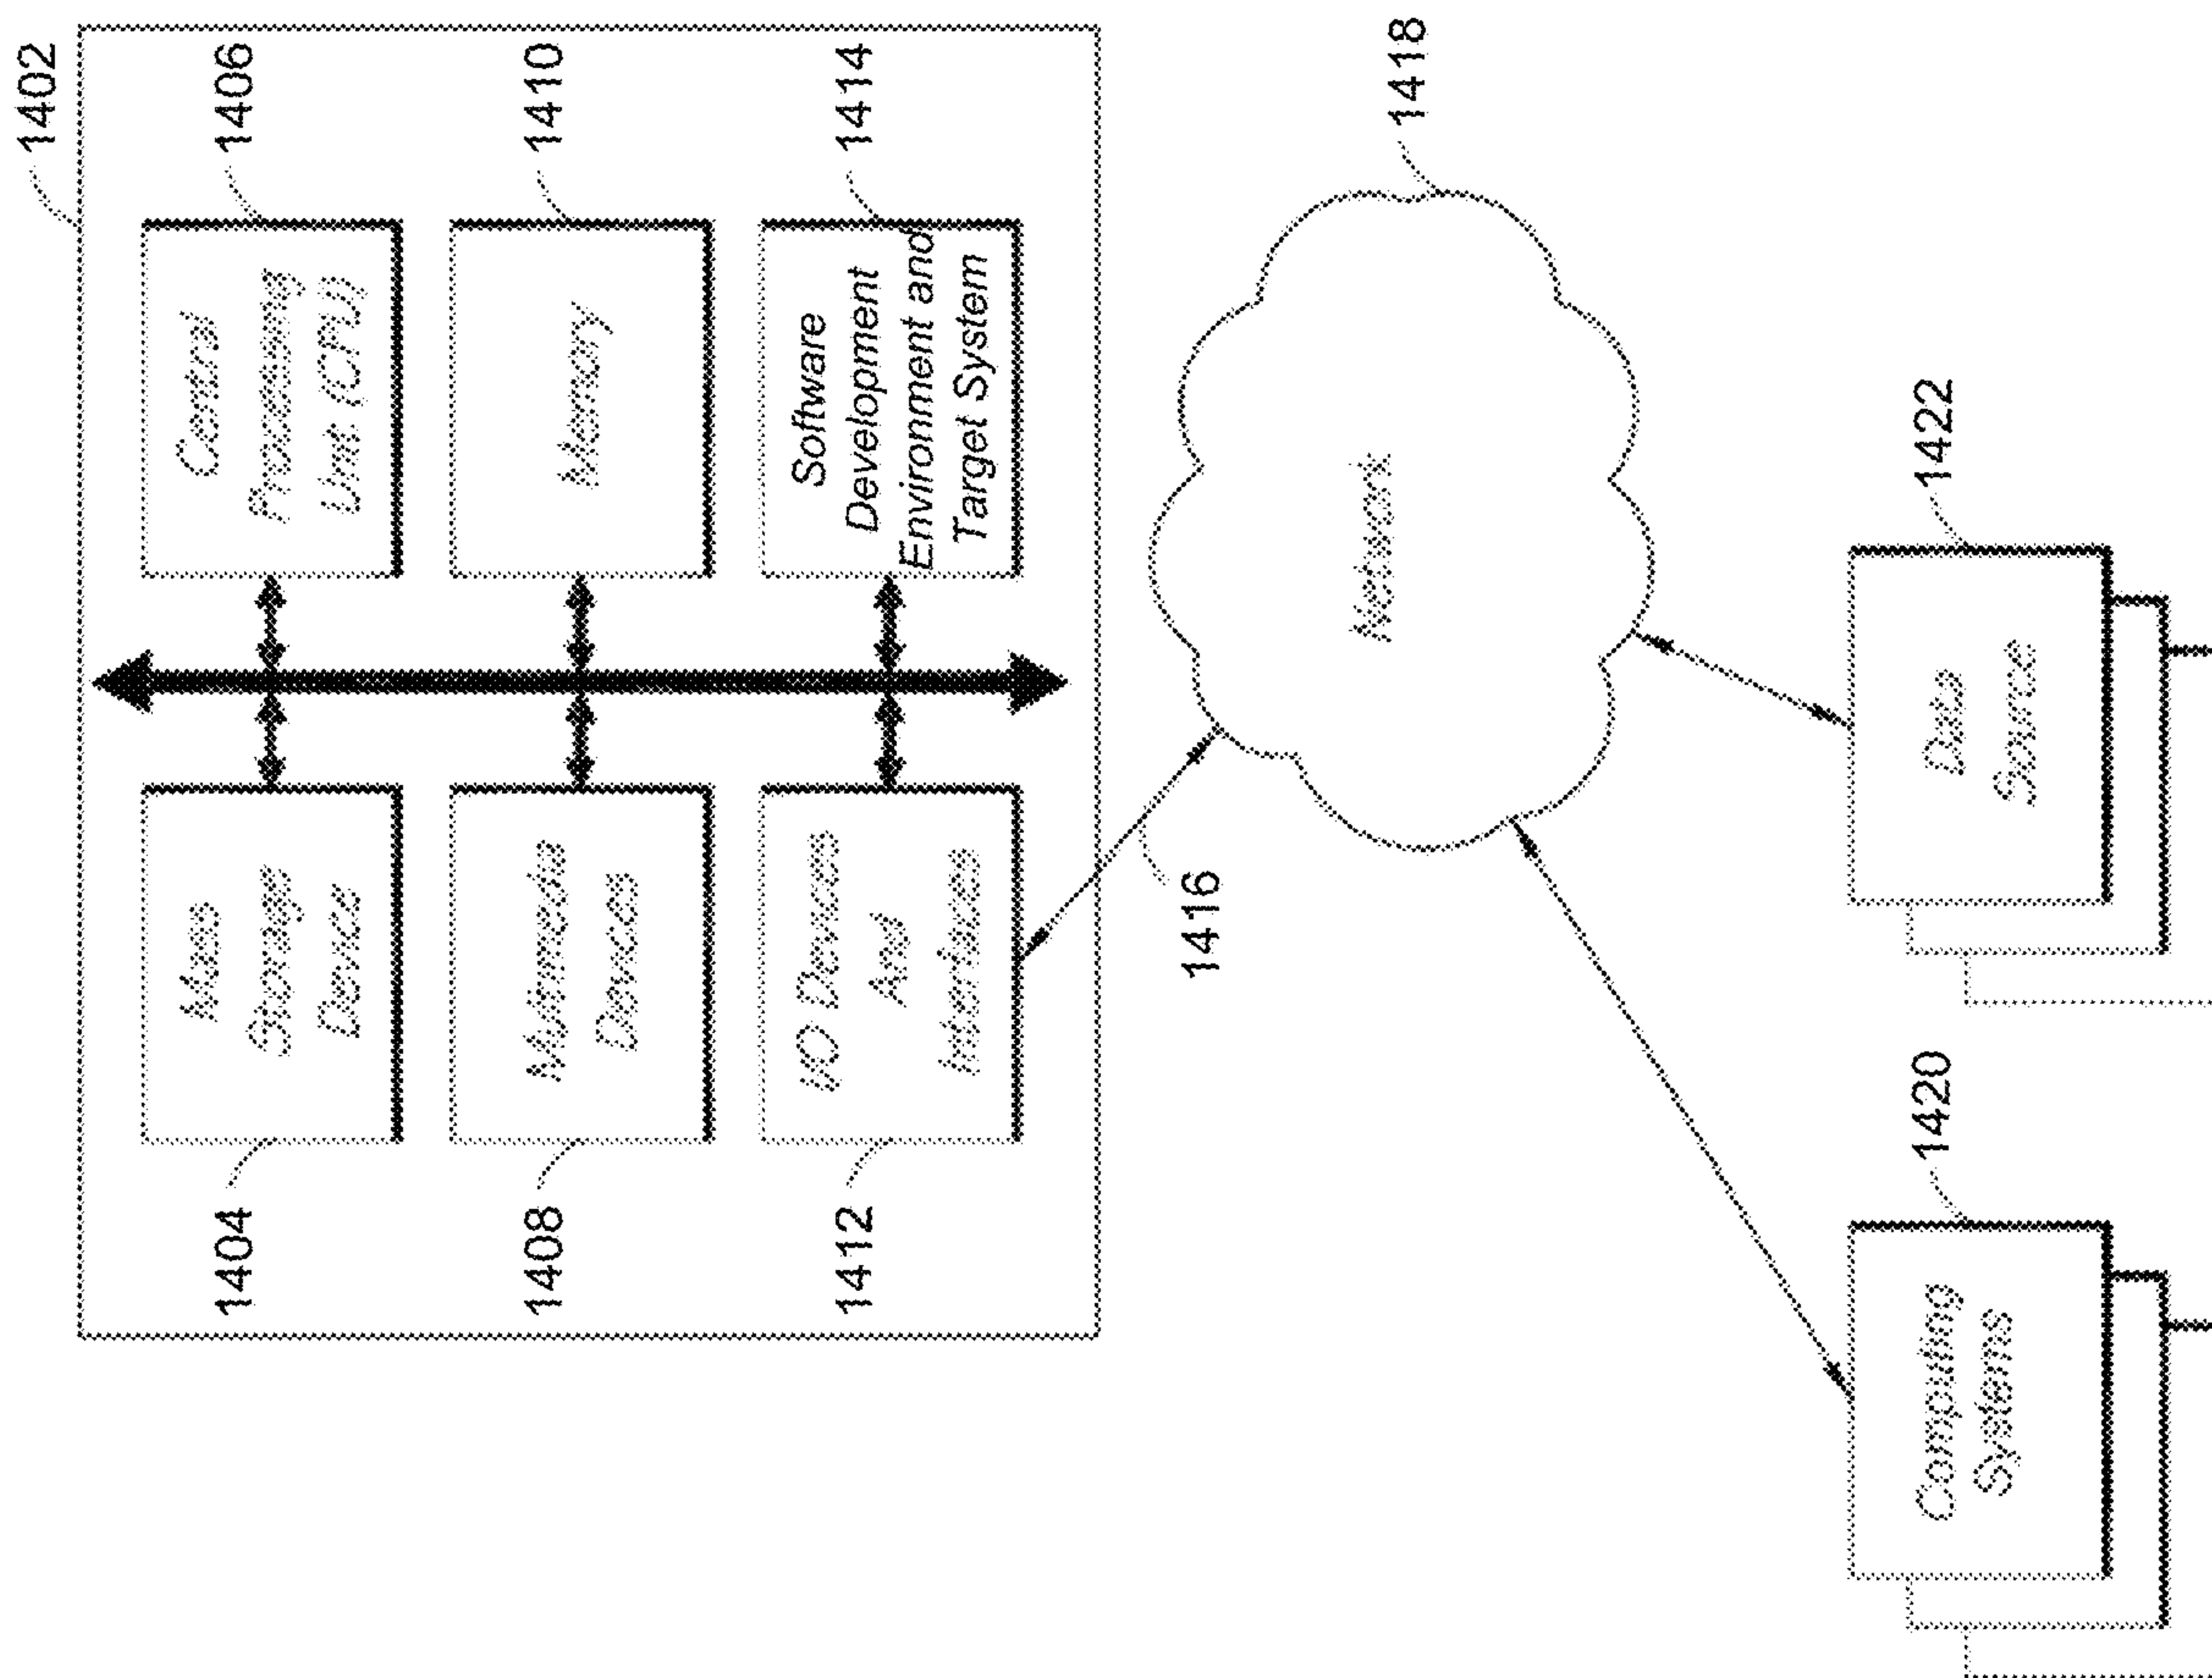 1402
1404
Mass
Storage
Device
Central
Processing
Unit (CPU)
1406
1408
Multimedia
Devices
Memory
1410
1412
I/O Devices
And
Interfaces
Software
Development
Environment and
Target System
1414
1416
Network
1418
Computing
Systems
1420
Data
Source
1422